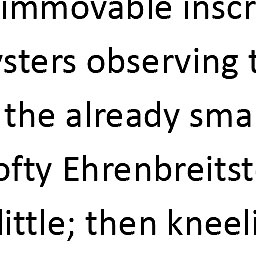 immovable inscr
ysters observing t
the already sma
ofty Ehrenbreitst
little; then kneeli